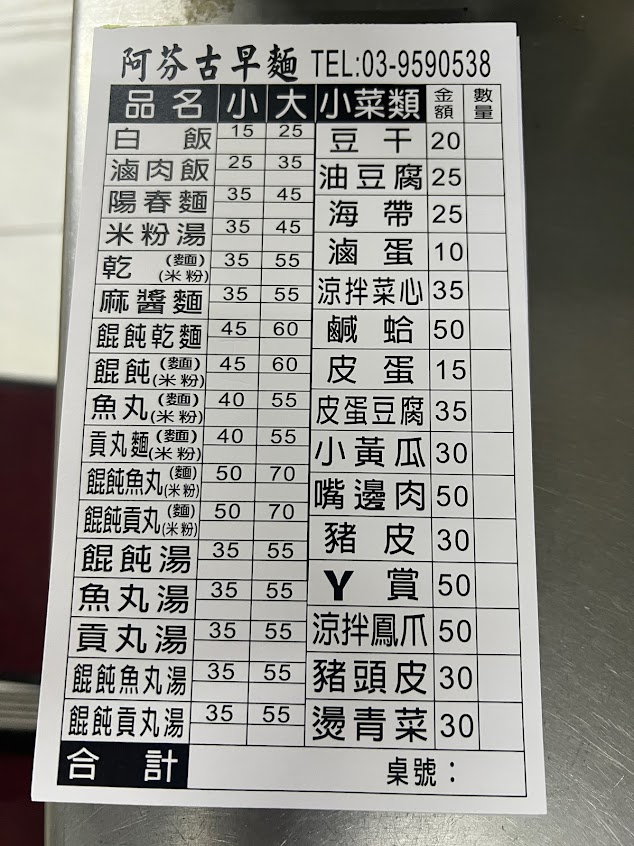 阿芬古早麵 TEL:03-9590538
品名 小 大 小菜類 金額 數量
白飯 15 25 豆干 20
滷肉飯 25 35 油豆腐 25
陽春麵 35 45 海帶 25
米粉湯 35 45 滷蛋 10
乾(麵)(米粉) 35 55 涼拌菜心 35
麻醬麵 35 55 鹹蛤 50
餛飩乾麵 45 60 皮蛋 15
餛飩(麵)(米粉) 45 60 皮蛋豆腐 35
魚丸(麵)(米粉) 40 55 小黃瓜 30
貢丸麵(麵)(米粉) 40 55 嘴邊肉 50
餛飩魚丸(麵)(米粉) 50 70 豬皮 30
餛飩貢丸(麵)(米粉) 50 70 Y賞 50
餛飩湯 35 55 涼拌鳳爪 50
魚丸湯 35 55 豬頭皮 30
貢丸湯 35 55 燙青菜 30
餛飩魚丸湯 35 55
餛飩貢丸湯 35 55
合計 桌號：